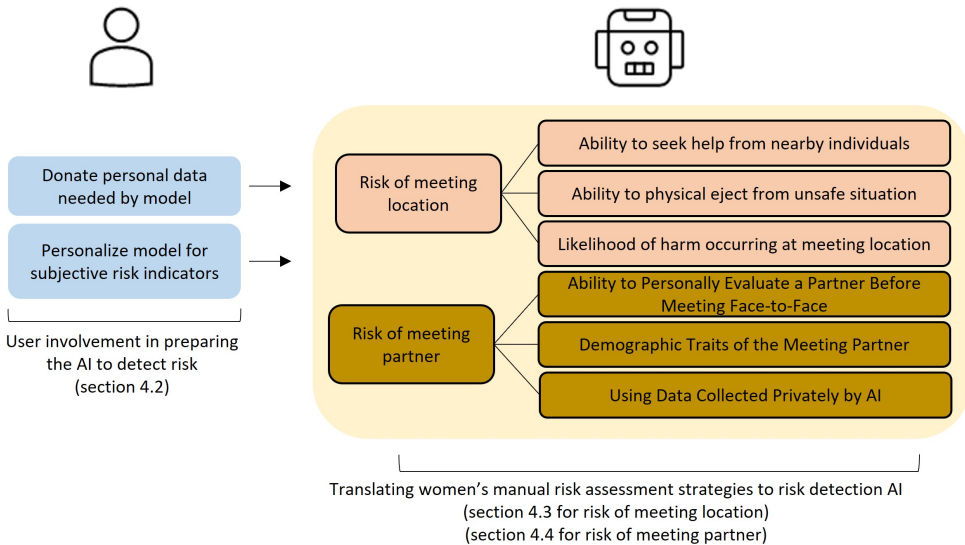 Donate personal data
needed by model
Personalize model for
subjective risk indicators
User involvement in preparing
the AI to detect risk
(section 4.2)
Risk of meeting
location
Ability to seek help from nearby individuals
Ability to physical eject from unsafe situation
Likelihood of harm occurring at meeting location
Risk of meeting
partner
Ability to Personally Evaluate a Partner Before
Meeting Face-to-Face
Demographic Traits of the Meeting Partner
Using Data Collected Privately by AI
Translating women's manual risk assessment strategies to risk detection AI
(section 4.3 for risk of meeting location)
(section 4.4 for risk of meeting partner)